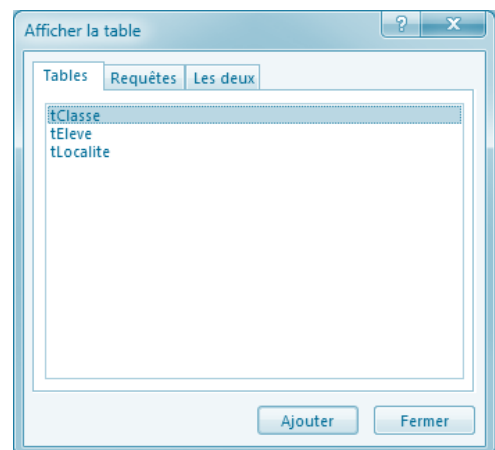 Afficher la table
Tables Requêtes Les deux
tClasse
tEleve
tLocalite
Ajouter Fermer